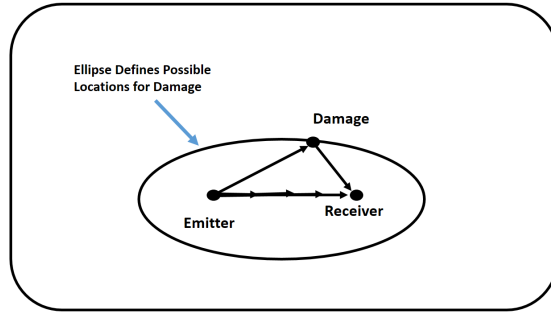 Ellipse Defines Possible
Locations for Damage
Damage
Emitter
Receiver